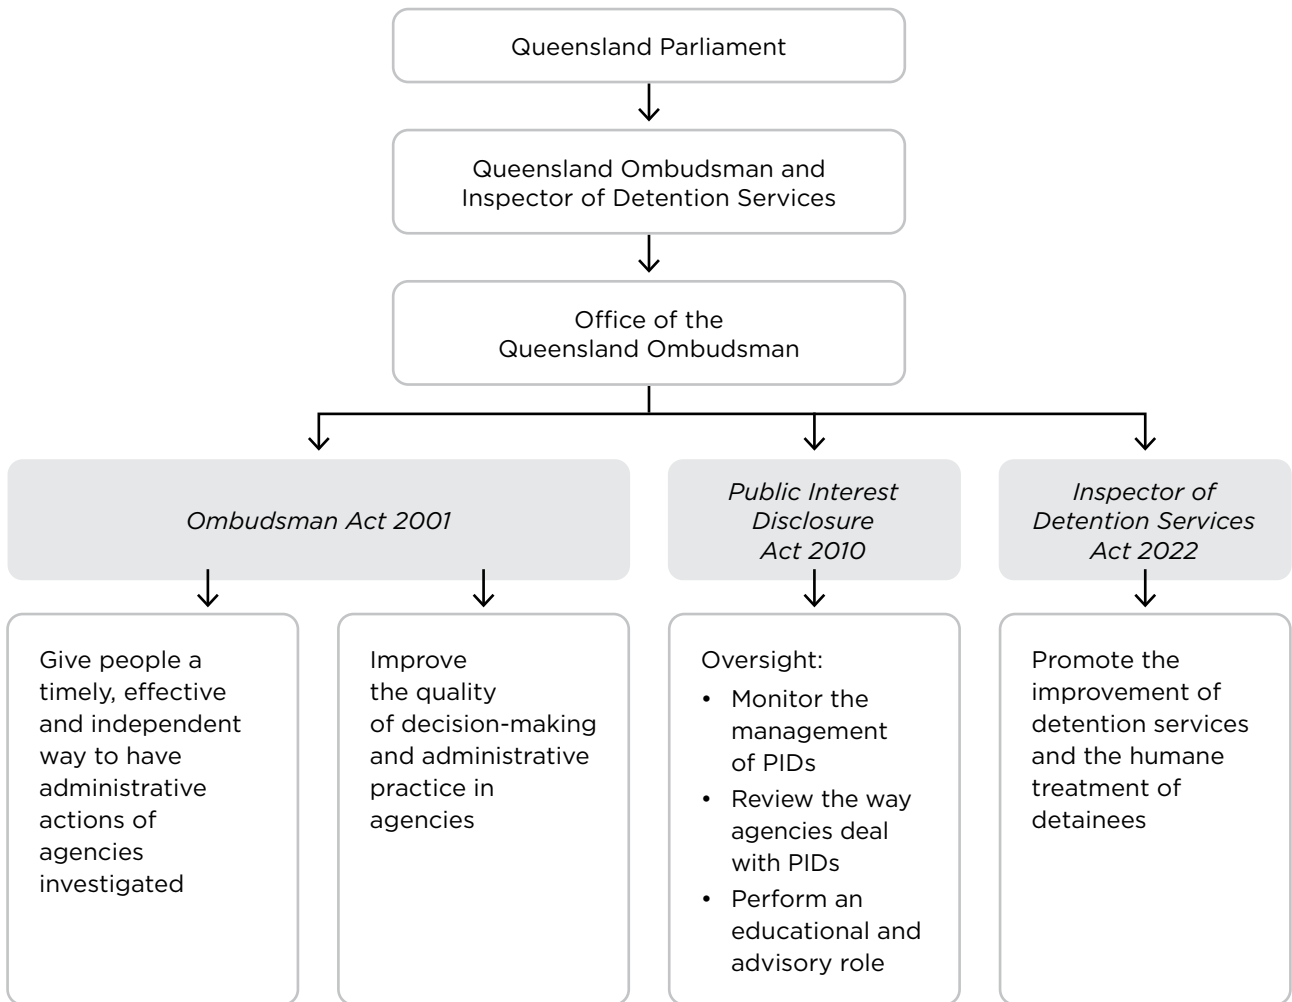 Queensland Parliament
Queensland Ombudsman and
Inspector of Detention Services
Office of the
Queensland Ombudsman
Ombudsman Act 2001
Public Interest
Disclosure
Act 2010
Inspector of
Detention Services
Act 2022
Give people a
timely, effective
and independent
way to have
administrative
actions of
agencies
investigated
Improve
the quality
of decision-making
and administrative
practice in
agencies
Oversight:
• Monitor the
management
of PIDs
• Review the way
agencies deal
with PIDs
• Perform an
educational and
advisory role
Promote the
improvement of
detention services
and the humane
treatment of
detainees